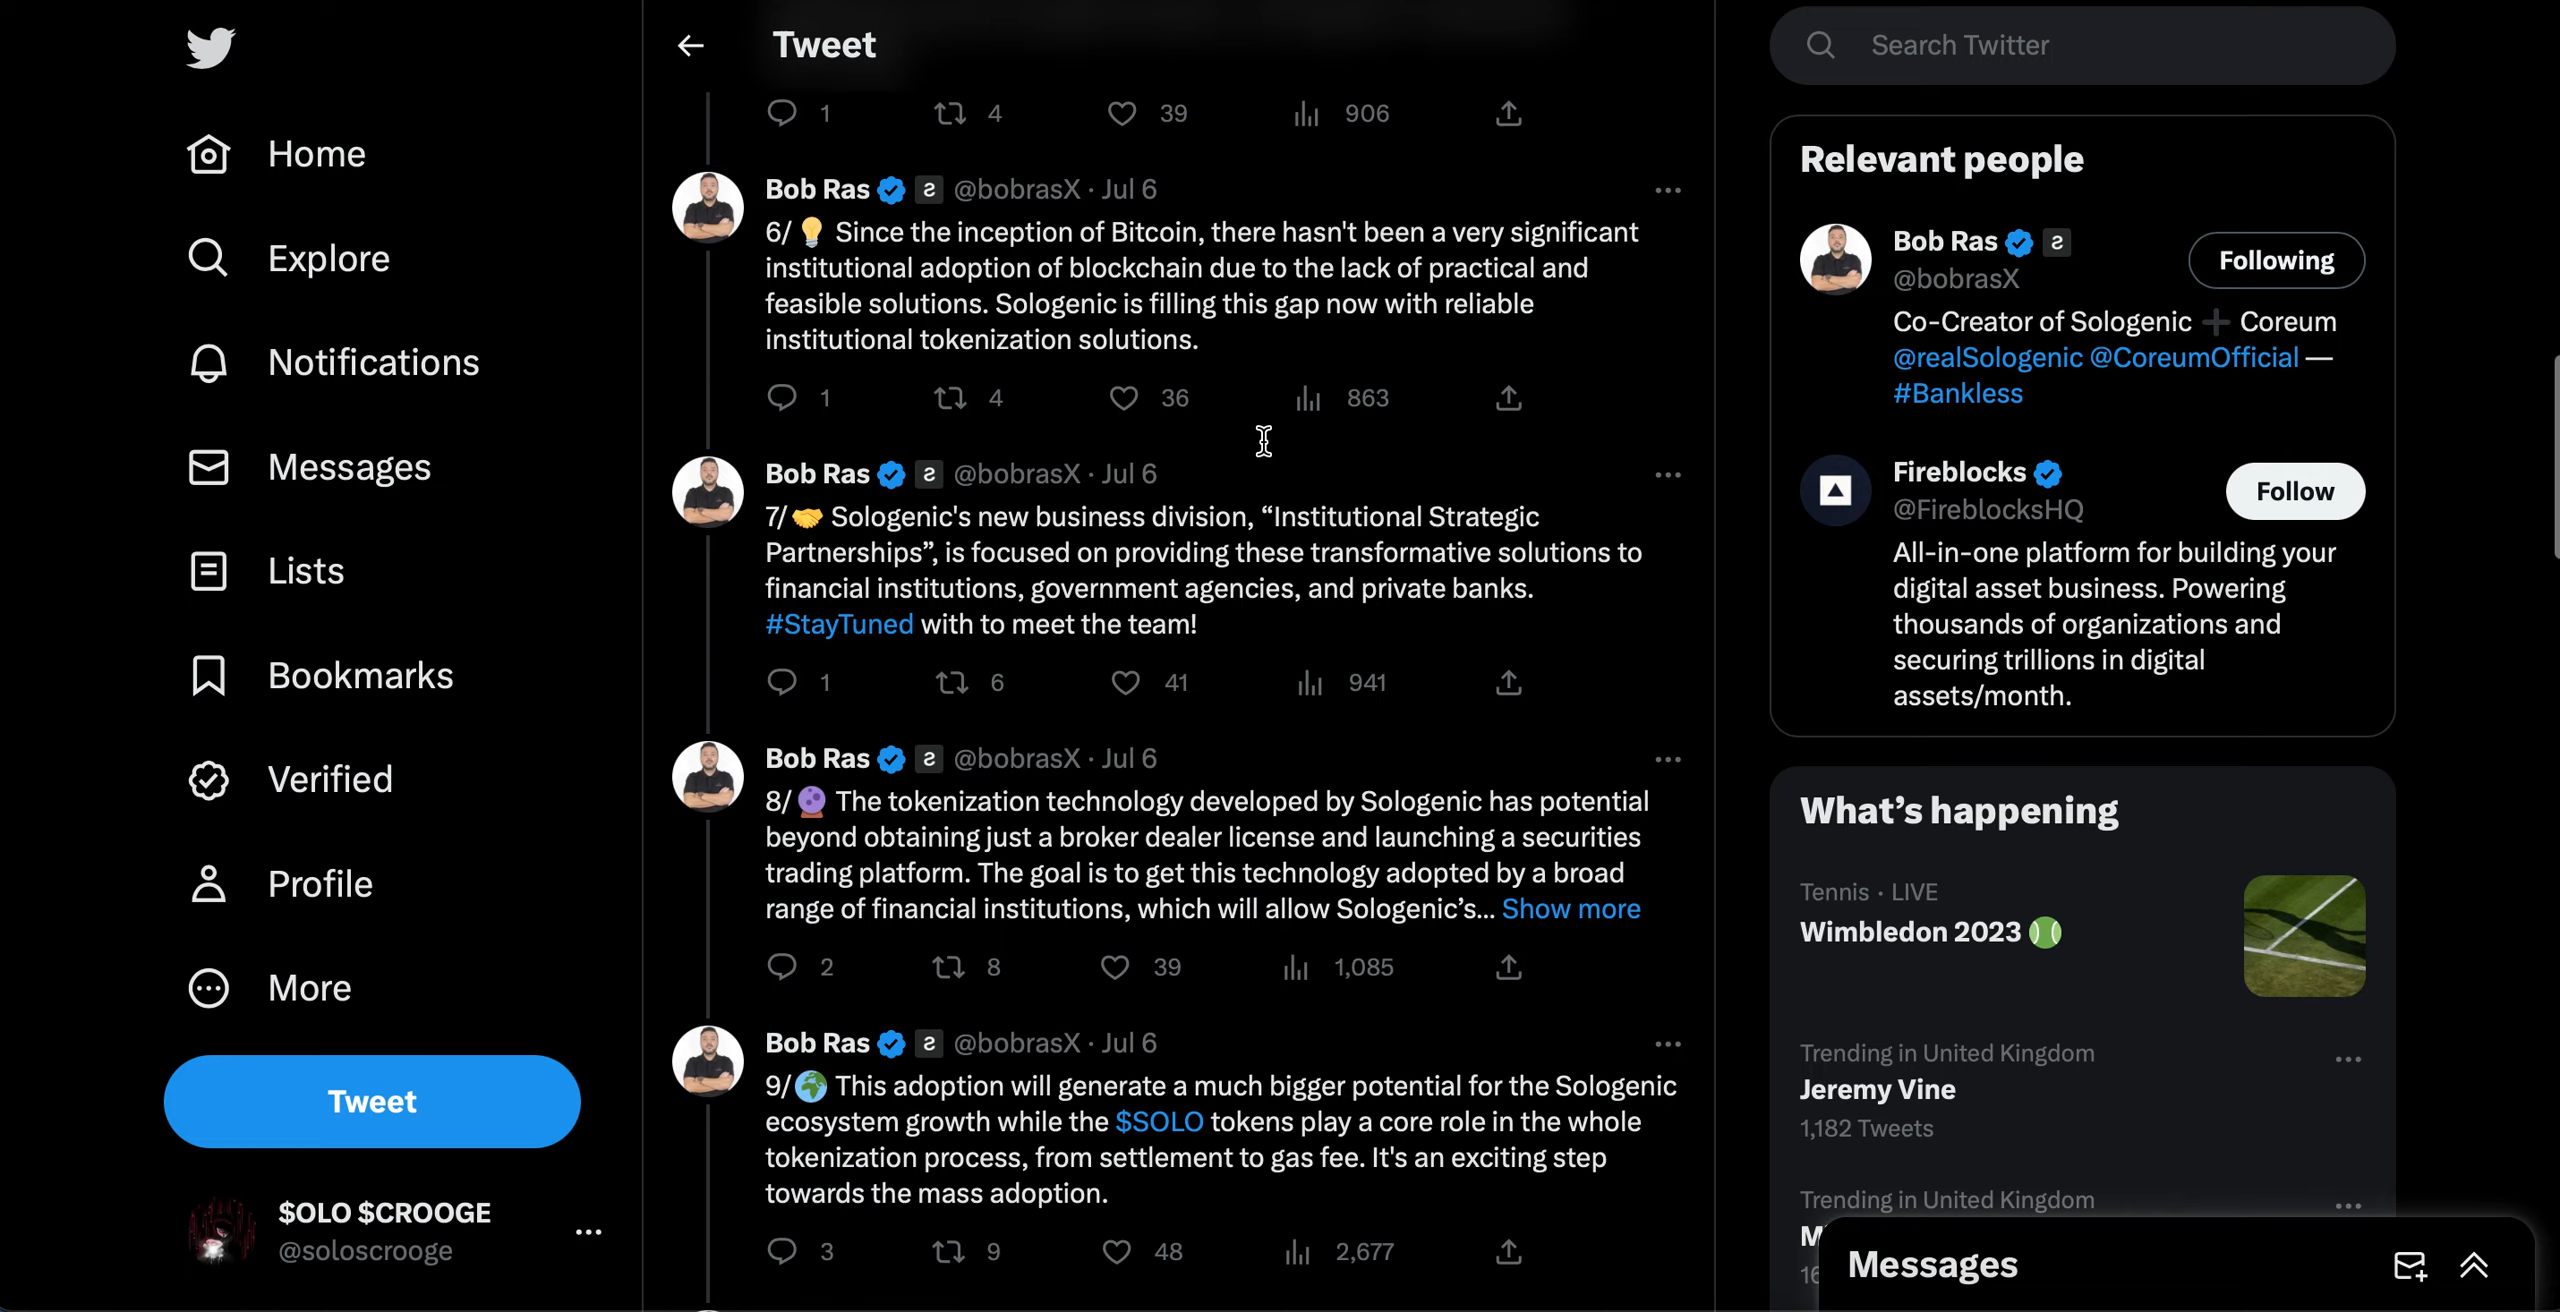 Home
Explore
Notifications
Messages
Lists
Bookmarks
Verified
Profile
More
Tweet
$OLO $CROOGE
@soloscrooge
Tweet
1 4 39 906
Bob Ras @bobrasX · Jul 6
6/💡 Since the inception of Bitcoin, there hasn't been a very significant
institutional adoption of blockchain due to the lack of practical and
feasible solutions. Sologenic is filling this gap now with reliable
institutional tokenization solutions.
1 4 36 863
Bob Ras @bobrasX · Jul 6
7/🤝 Sologenic's new business division, “Institutional Strategic
Partnerships”, is focused on providing these transformative solutions to
financial institutions, government agencies, and private banks.
#StayTuned with to meet the team!
1 6 41 941
Bob Ras @bobrasX · Jul 6
8/🔮 The tokenization technology developed by Sologenic has potential
beyond obtaining just a broker dealer license and launching a securities
trading platform. The goal is to get this technology adopted by a broad
range of financial institutions, which will allow Sologenic’s... Show more
2 8 39 1,085
Bob Ras @bobrasX · Jul 6
9/🌍 This adoption will generate a much bigger potential for the Sologenic
ecosystem growth while the $SOLO tokens play a core role in the whole
tokenization process, from settlement to gas fee. It's an exciting step
towards the mass adoption.
3 9 48 2,677
Search Twitter
Relevant people
Bob Ras
@bobrasX
Following
Co-Creator of Sologenic ➕ Coreum
@realSologenic @CoreumOfficial —
#Bankless
Fireblocks
@FireblocksHQ
Follow
All-in-one platform for building your
digital asset business. Powering
thousands of organizations and
securing trillions in digital
assets/month.
What’s happening
Tennis · LIVE
Wimbledon 2023 🎾
Trending in United Kingdom
Jeremy Vine
1,182 Tweets
Trending in United Kingdom
Messages